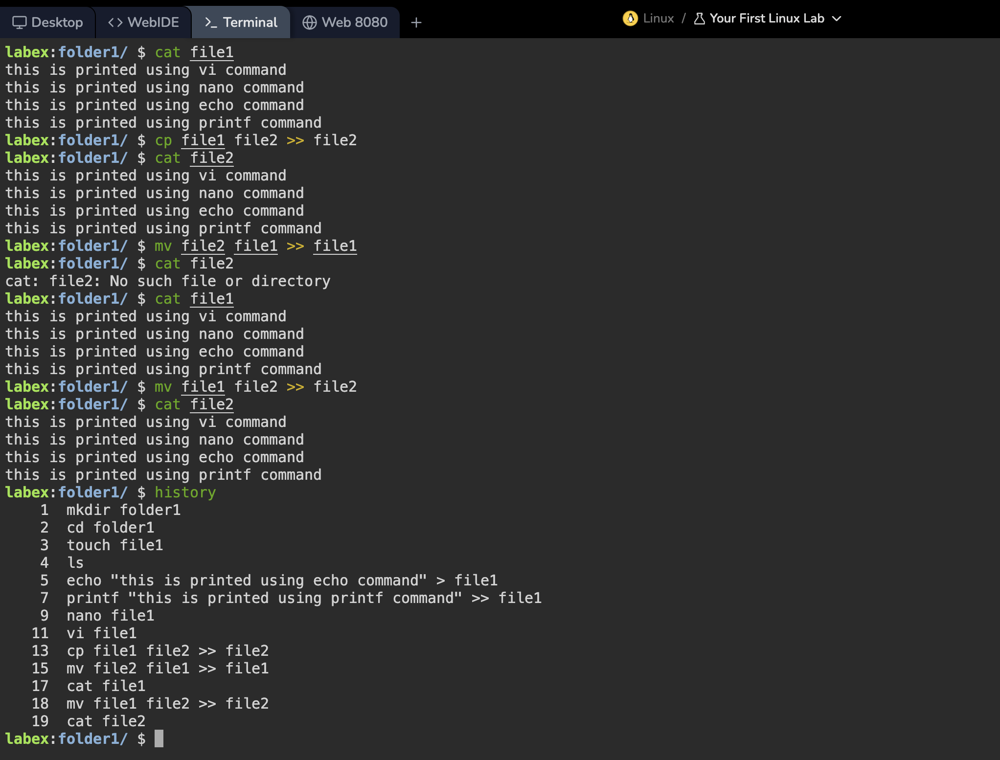 Desktop
<> WebIDE
>_ Terminal
Web 8080
+
Linux / Your First Linux Lab
labex:folder1/ $ cat file1
this is printed using vi command
this is printed using nano command
this is printed using echo command
this is printed using printf command
labex:folder1/ $ cp file1 file2 >> file2
labex:folder1/ $ cat file2
this is printed using vi command
this is printed using nano command
this is printed using echo command
this is printed using printf command
labex:folder1/ $ mv file2 file1 >> file1
labex:folder1/ $ cat file2
cat: file2: No such file or directory
labex:folder1/ $ cat file1
this is printed using vi command
this is printed using nano command
this is printed using echo command
this is printed using printf command
labex:folder1/ $ mv file1 file2 >> file2
labex:folder1/ $ cat file2
this is printed using vi command
this is printed using nano command
this is printed using echo command
this is printed using printf command
labex:folder1/ $ history
1 mkdir folder1
2 cd folder1
3 touch file1
4 ls
5 echo "this is printed using echo command" > file1
7 printf "this is printed using printf command" >> file1
9 nano file1
11 vi file1
13 cp file1 file2 >> file2
15 mv file2 file1 >> file1
17 cat file1
18 mv file1 file2 >> file2
19 cat file2
labex:folder1/ $